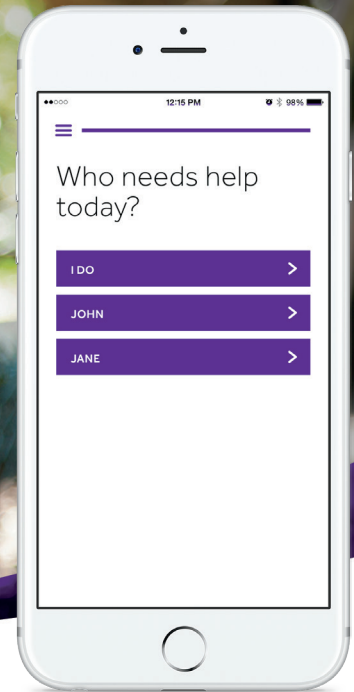 12:15 PM 98%
Who needs help
today?
I DO
JOHN
JANE